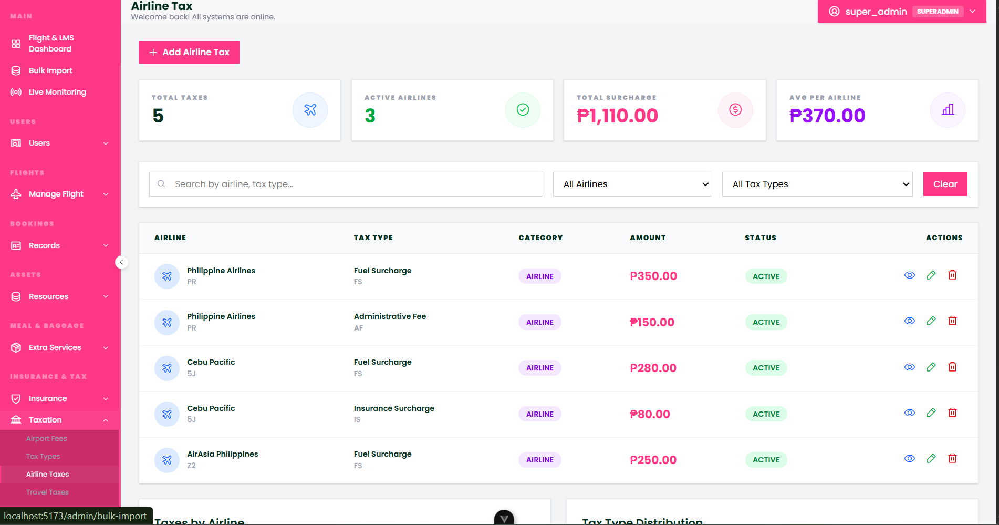 MAIN
Flight & LMS
Dashboard
Bulk Import
Live Monitoring
USERS
Users
FLIGHTS
Manage Flight
BOOKINGS
Records
ASSETS
Resources
MEAL & BAGGAGE
Extra Services
INSURANCE & TAX
Insurance
Taxation
Airport Fees
Tax Types
Airline Taxes
Travel Taxes
localhost:5173/admin/bulk-import
Airline Tax
Welcome back! All systems are online.
super_admin SUPERADMIN
+ Add Airline Tax
TOTAL TAXES
5
ACTIVE AIRLINES
3
TOTAL SURCHARGE
₱1,110.00
AVG PER AIRLINE
₱370.00
Search by airline, tax type...
All Airlines
All Tax Types
Clear
AIRLINE TAX TYPE CATEGORY AMOUNT STATUS ACTIONS
Philippine Airlines Fuel Surcharge AIRLINE ₱350.00 ACTIVE
PR FS
Philippine Airlines Administrative Fee AIRLINE ₱150.00 ACTIVE
PR AF
Cebu Pacific Fuel Surcharge AIRLINE ₱280.00 ACTIVE
5J FS
Cebu Pacific Insurance Surcharge AIRLINE ₱80.00 ACTIVE
5J IS
AirAsia Philippines Fuel Surcharge AIRLINE ₱250.00 ACTIVE
Z2 FS
Taxes by Airline
Tax Type Distribution